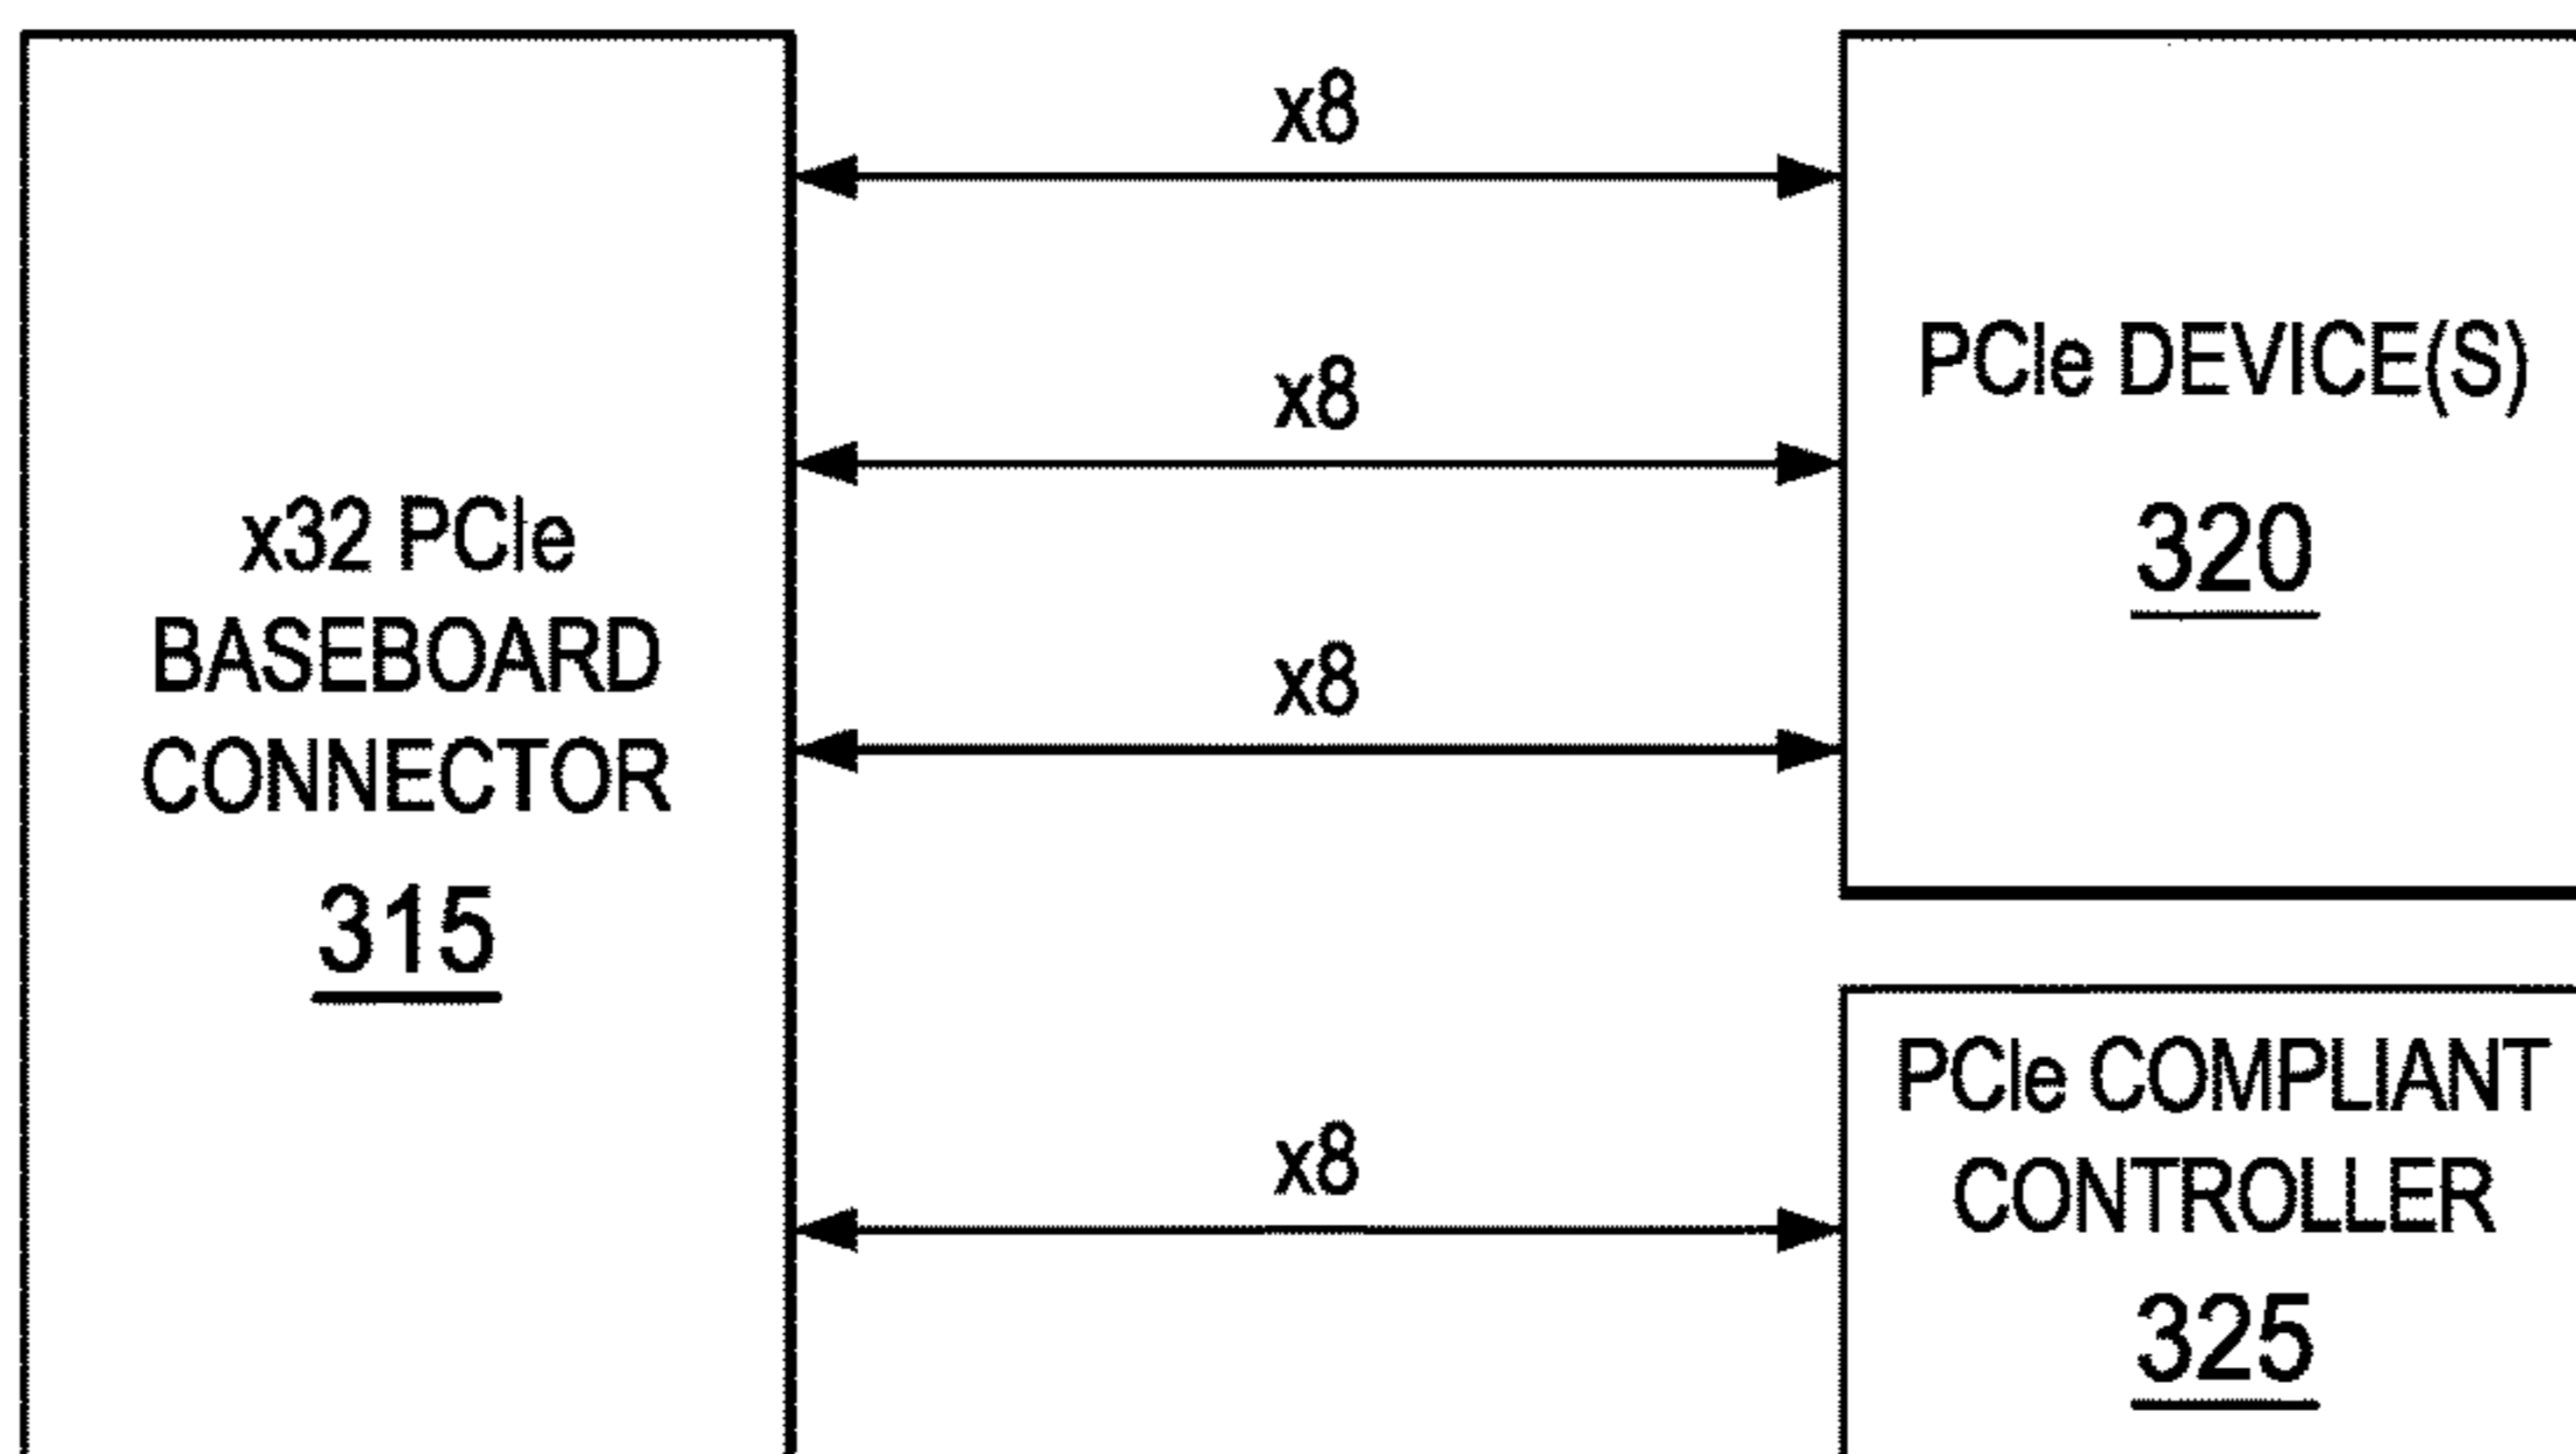 x32 PCIe
BASEBOARD
CONNECTOR
315
x8
x8
x8
x8
PCIe DEVICE(S)
320
PCIe COMPLIANT
CONTROLLER
325